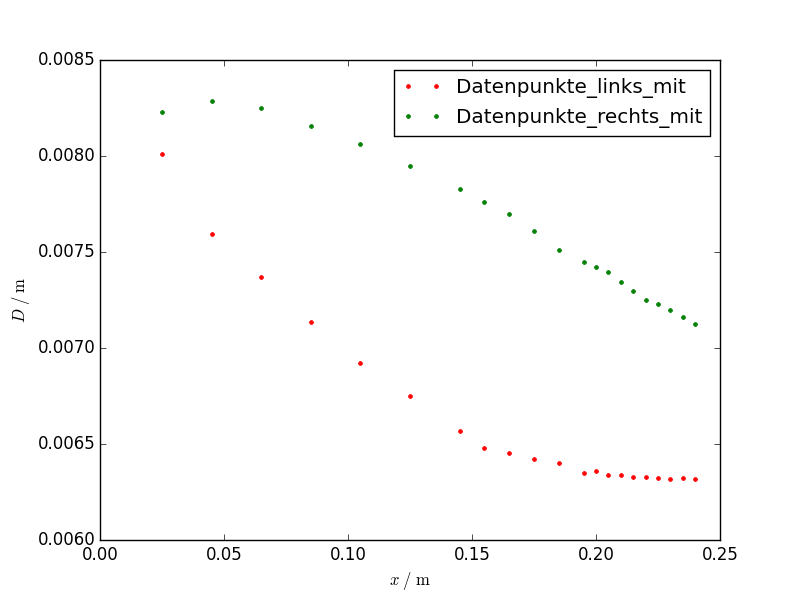 0.0085
Datenpunkte_links_mit
Datenpunkte_rechts_mit
0.0080
0.0075
D / m
0.0070
0.0065
0.0060
0.00 0.05 0.10 0.15 0.20 0.25
x / m